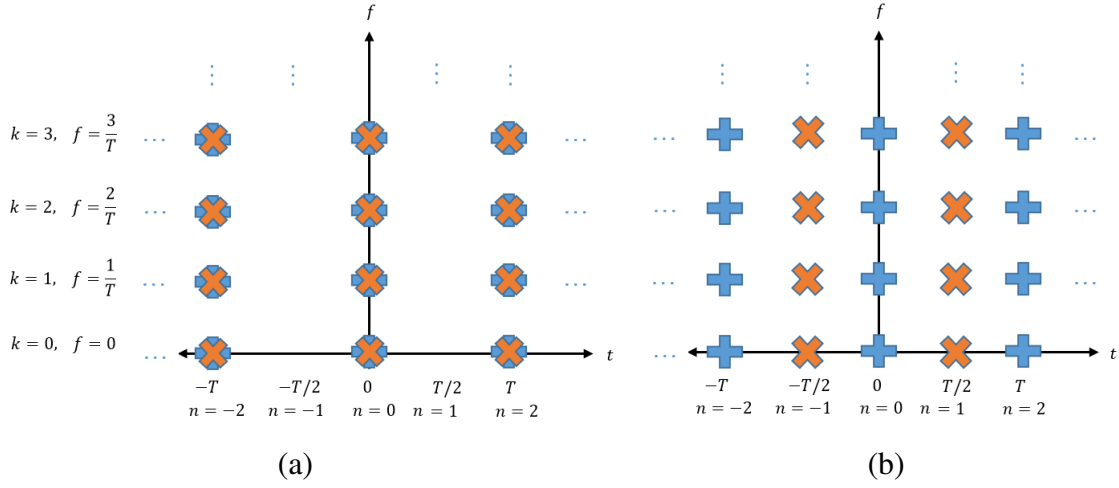 f
f
k = 3, f = 3/T
k = 2, f = 2/T
k = 1, f = 1/T
k = 0, f = 0
t
t
−T −T/2 0 T/2 T
n = −2 n = −1 n = 0 n = 1 n = 2
−T −T/2 0 T/2 T
n = −2 n = −1 n = 0 n = 1 n = 2
(a)
(b)